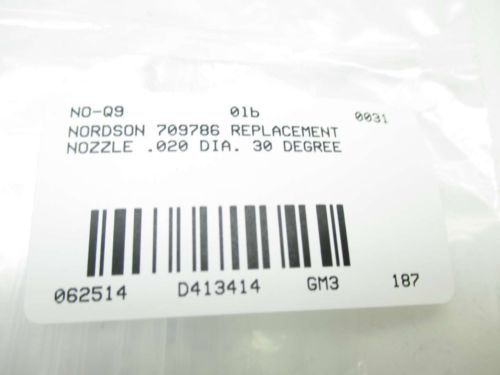 NO-Q9 01b 0031
NORDSON 709786 REPLACEMENT
NOZZLE .020 DIA. 30 DEGREE
062514 D413414 GM3 187